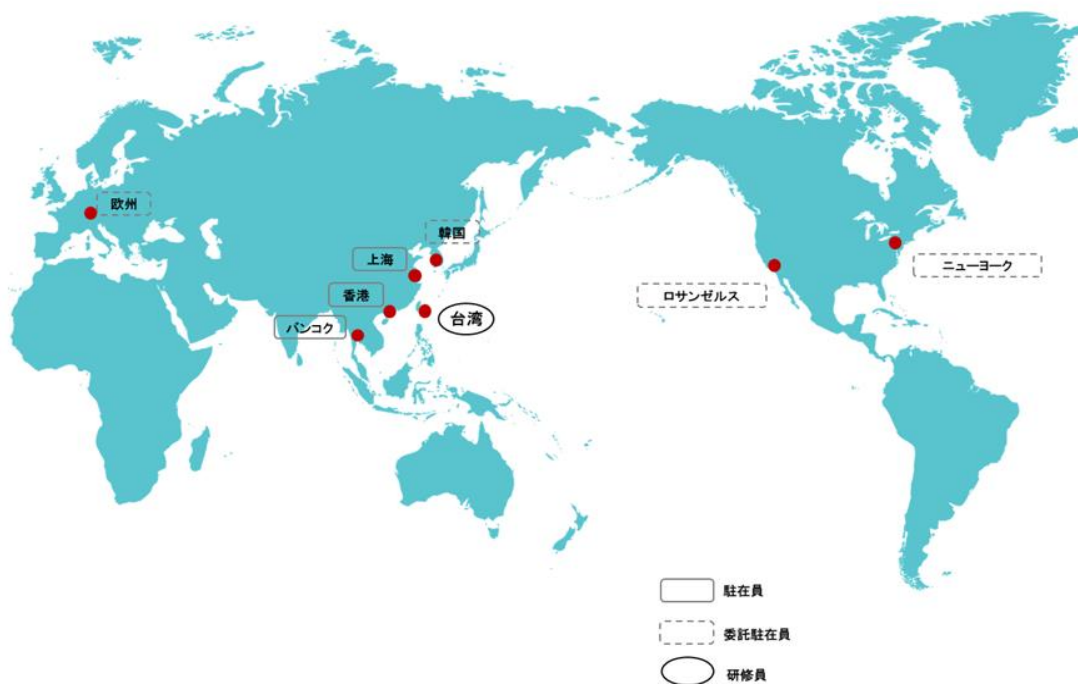 欧州
韓国
上海
香港
台湾
バンコク
ニューヨーク
ロサンゼルス
駐在員
委託駐在員
研修員